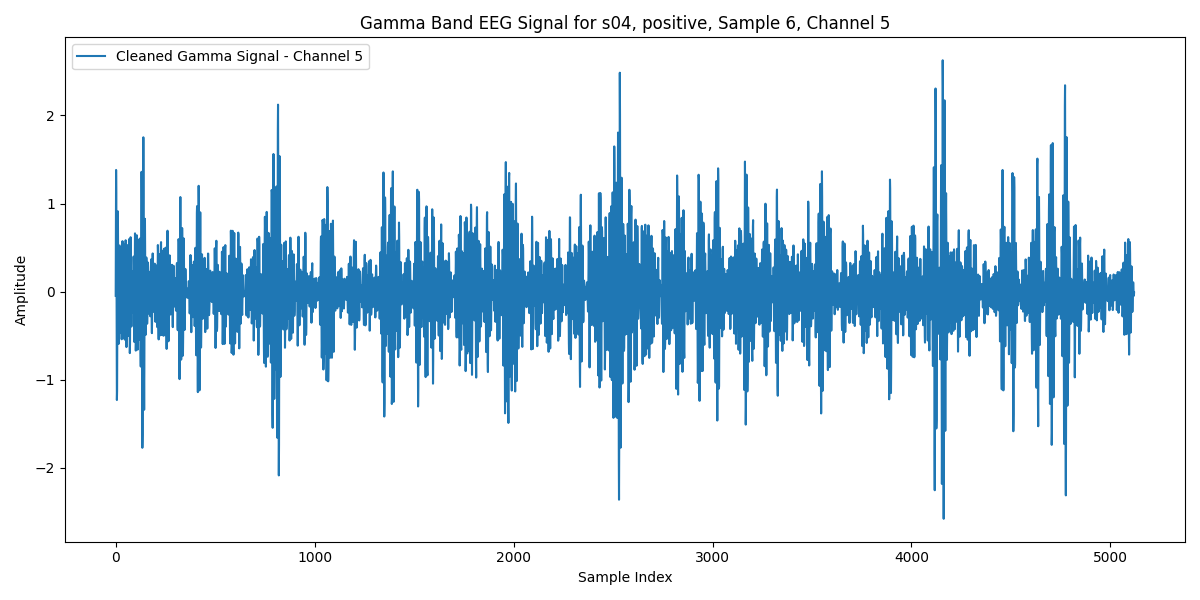 Gamma Band EEG Signal for s04, positive, Sample 6, Channel 5
Cleaned Gamma Signal - Channel 5
Amplitude
2
1
0
−1
−2
0 1000 2000 3000 4000 5000
Sample Index